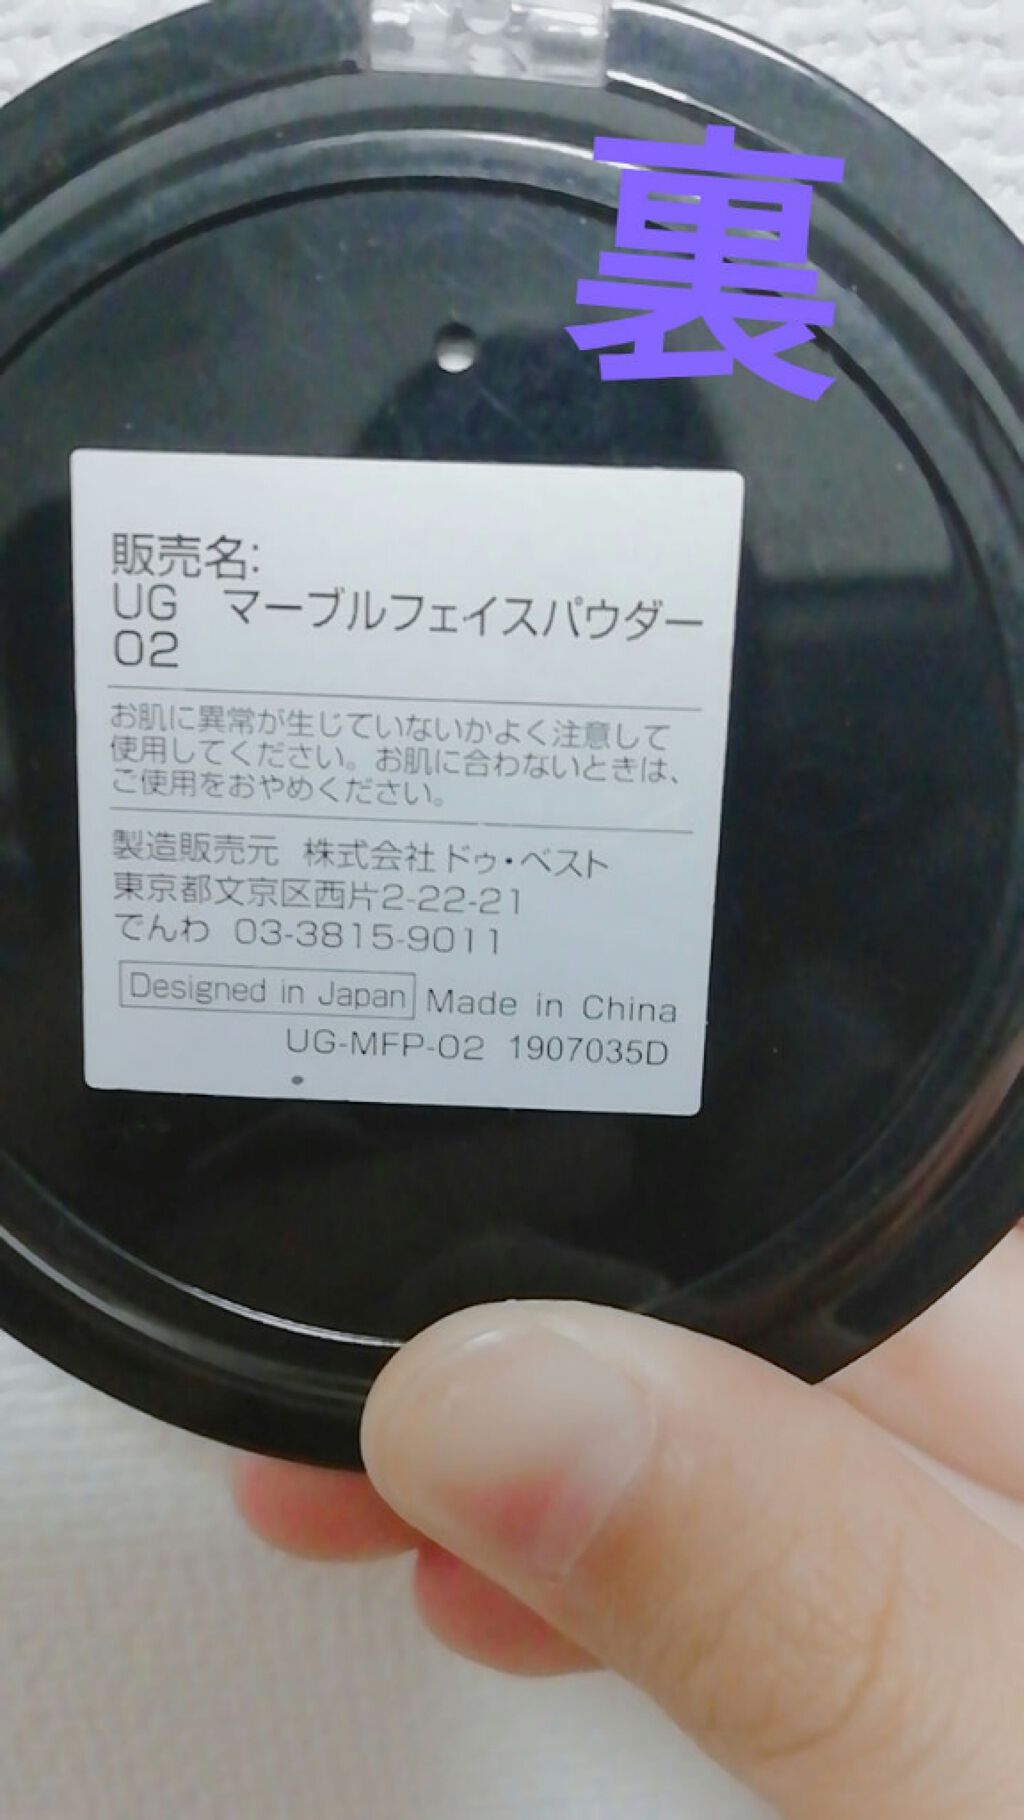 裏
販売名:
UG　マーブルフェイスパウダー
02
お肌に異常が生じていないかよく注意して
使用してください。お肌に合わないときは、
ご使用をおやめください。
製造販売元 株式会社ドゥ・ベスト
東京都文京区西片2-22-21
でんわ 03-3815-9011
Designed in Japan Made in China
UG-MFP-02 1907035D